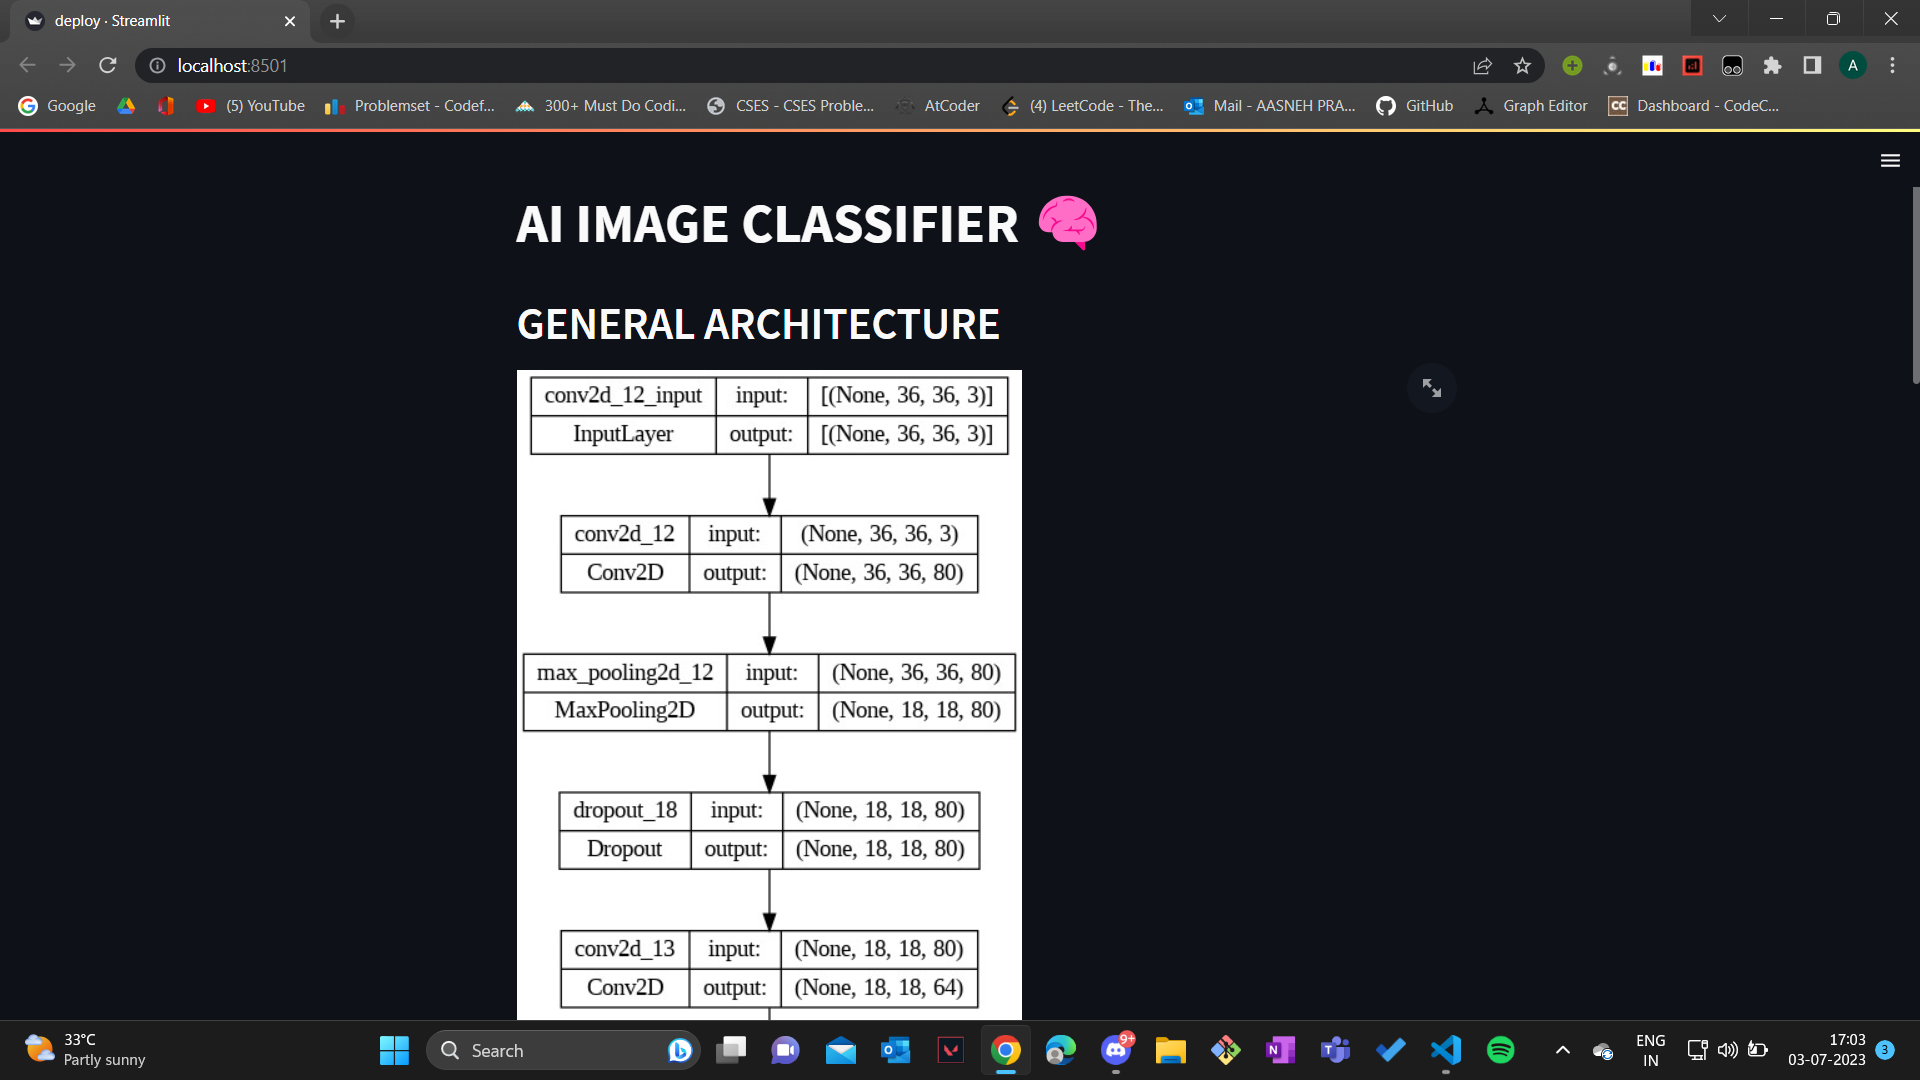 deploy · Streamlit
localhost:8501
A
Google
(5) YouTube
Problemset - Codef...
300+ Must Do Codi...
CSES - CSES Proble...
AtCoder
(4) LeetCode - The...
Mail - AASNEH PRA...
GitHub
Graph Editor
CC
Dashboard - CodeC...
AI IMAGE CLASSIFIER
GENERAL ARCHITECTURE
conv2d_12_input input: [(None, 36, 36, 3)]
InputLayer output: [(None, 36, 36, 3)]
conv2d_12 input: (None, 36, 36, 3)
Conv2D output: (None, 36, 36, 80)
max_pooling2d_12 input: (None, 36, 36, 80)
MaxPooling2D output: (None, 18, 18, 80)
dropout_18 input: (None, 18, 18, 80)
Dropout output: (None, 18, 18, 80)
conv2d_13 input: (None, 18, 18, 80)
Conv2D output: (None, 18, 18, 64)
33°C
Partly sunny
Search
9+
ENG
IN
17:03
03-07-2023
3